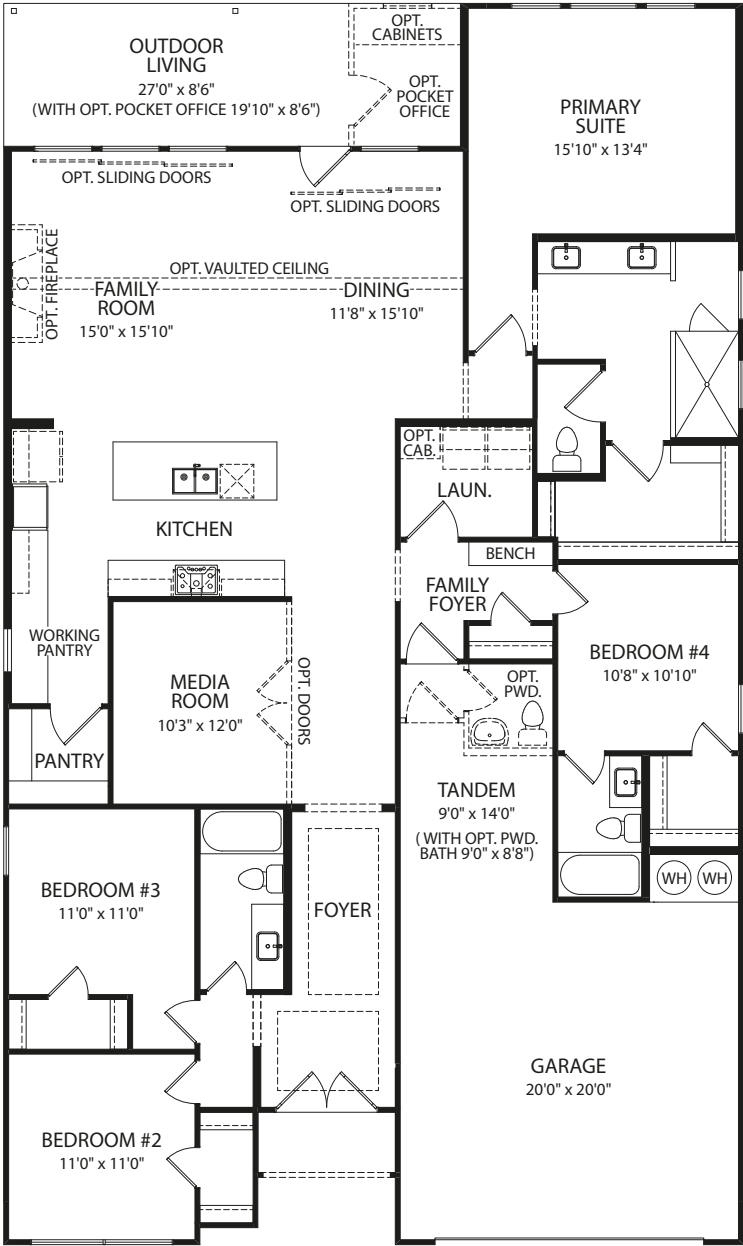 OUTDOOR
LIVING
27'0" x 8'6"
(WITH OPT. POCKET OFFICE 19'10" x 8'6")
OPT.
CABINETS
OPT.
POCKET
OFFICE
PRIMARY
SUITE
15'10" x 13'4"
OPT. SLIDING DOORS
OPT. SLIDING DOORS
OPT. FIREPLACE
OPT. VAULTED CEILING
FAMILY
ROOM
15'0" x 15'10"
DINING
11'8" x 15'10"
OPT.
CAB.
LAUN.
KITCHEN
BENCH
FAMILY
FOYER
WORKING
PANTRY
MEDIA
ROOM
10'3" x 12'0"
OPT. DOORS
BEDROOM #4
10'8" x 10'10"
OPT.
PWD.
PANTRY
TANDEM
9'0" x 14'0"
( WITH OPT. PWD.
BATH 9'0" x 8'8")
WH
WH
BEDROOM #3
11'0" x 11'0"
FOYER
GARAGE
20'0" x 20'0"
BEDROOM #2
11'0" x 11'0"